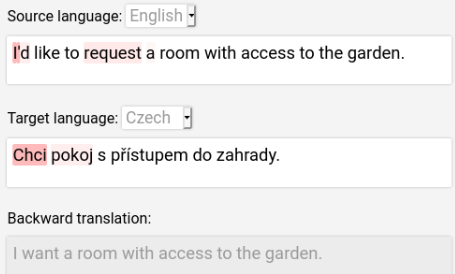 Source language: English
I'd like to request a room with access to the garden.
Target language: Czech
Chci pokoj s přístupem do zahrady.
Backward translation:
I want a room with access to the garden.